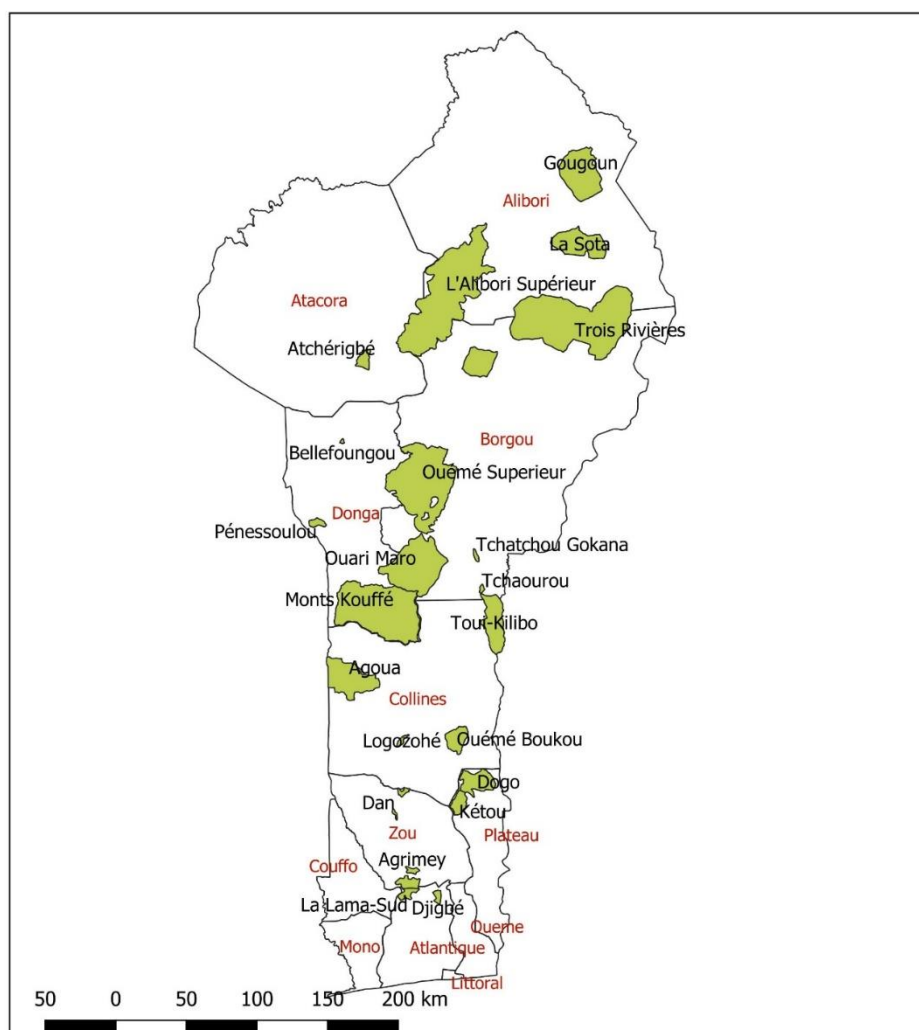 Gougoun
Alibori
La Sota
L'Alibori Supérieur
Atacora
Trois Rivières
Atchérigbé
Borgou
Bellefoungou
Ouémé Superieur
Donga
Pénessoulou
Tchatchou Gokana
Ouari Maro
Tchaourou
Monts Kouffé
Toui-Kilibo
Agoua
Collines
Logozohé
Ouémé Boukou
Dogo
Dan
Kétou
Zou
Plateau
Agrimey
Couffo
La Lama-Sud
Djigbé
Oueme
Mono
Atlantique
Littoral
50 0 50 100 150 200 km